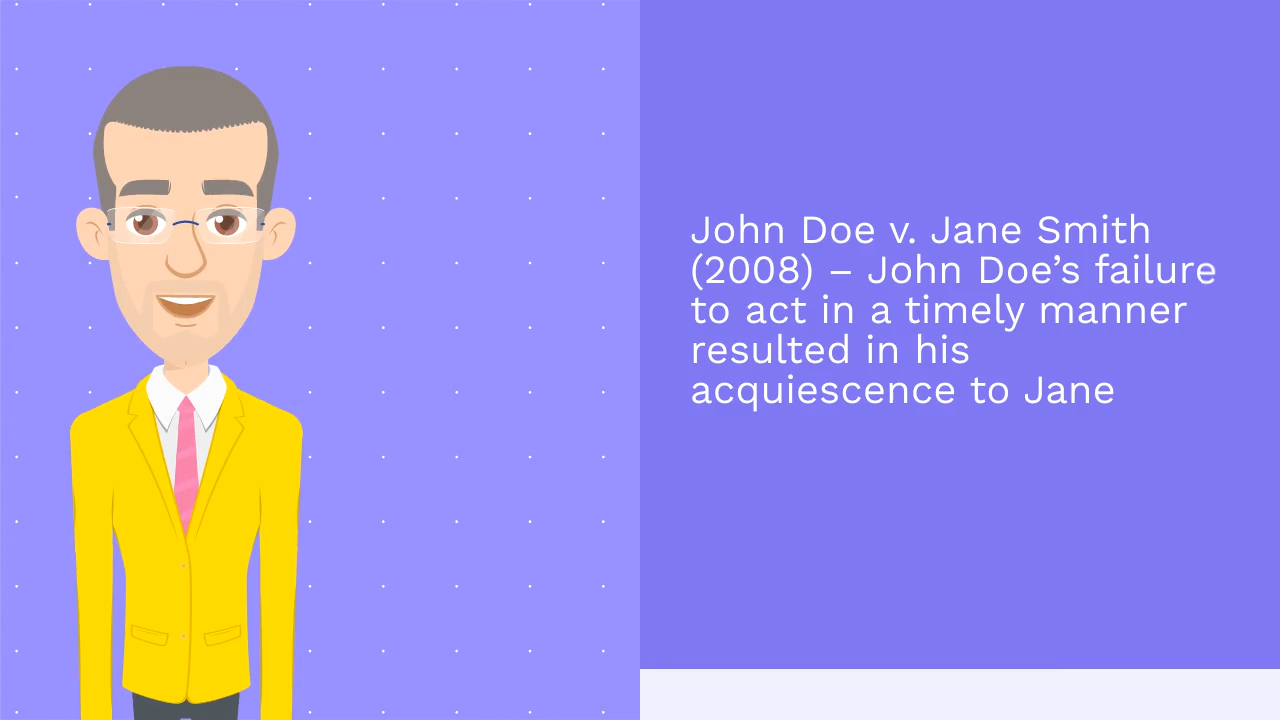 John Doe v. Jane Smith
(2008) – John Doe’s failure
to act in a timely manner
resulted in his
acquiescence to Jane